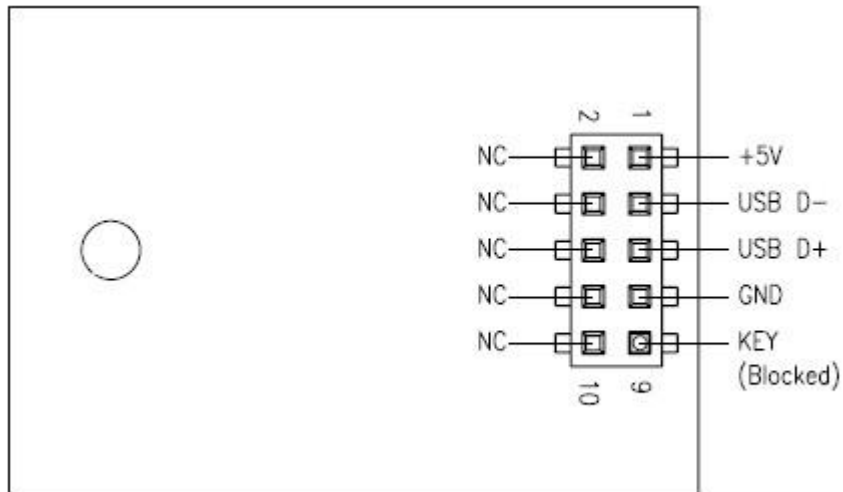 2 1
NC +5V
NC USB D-
NC USB D+
NC GND
NC KEY
(Blocked)
10 9